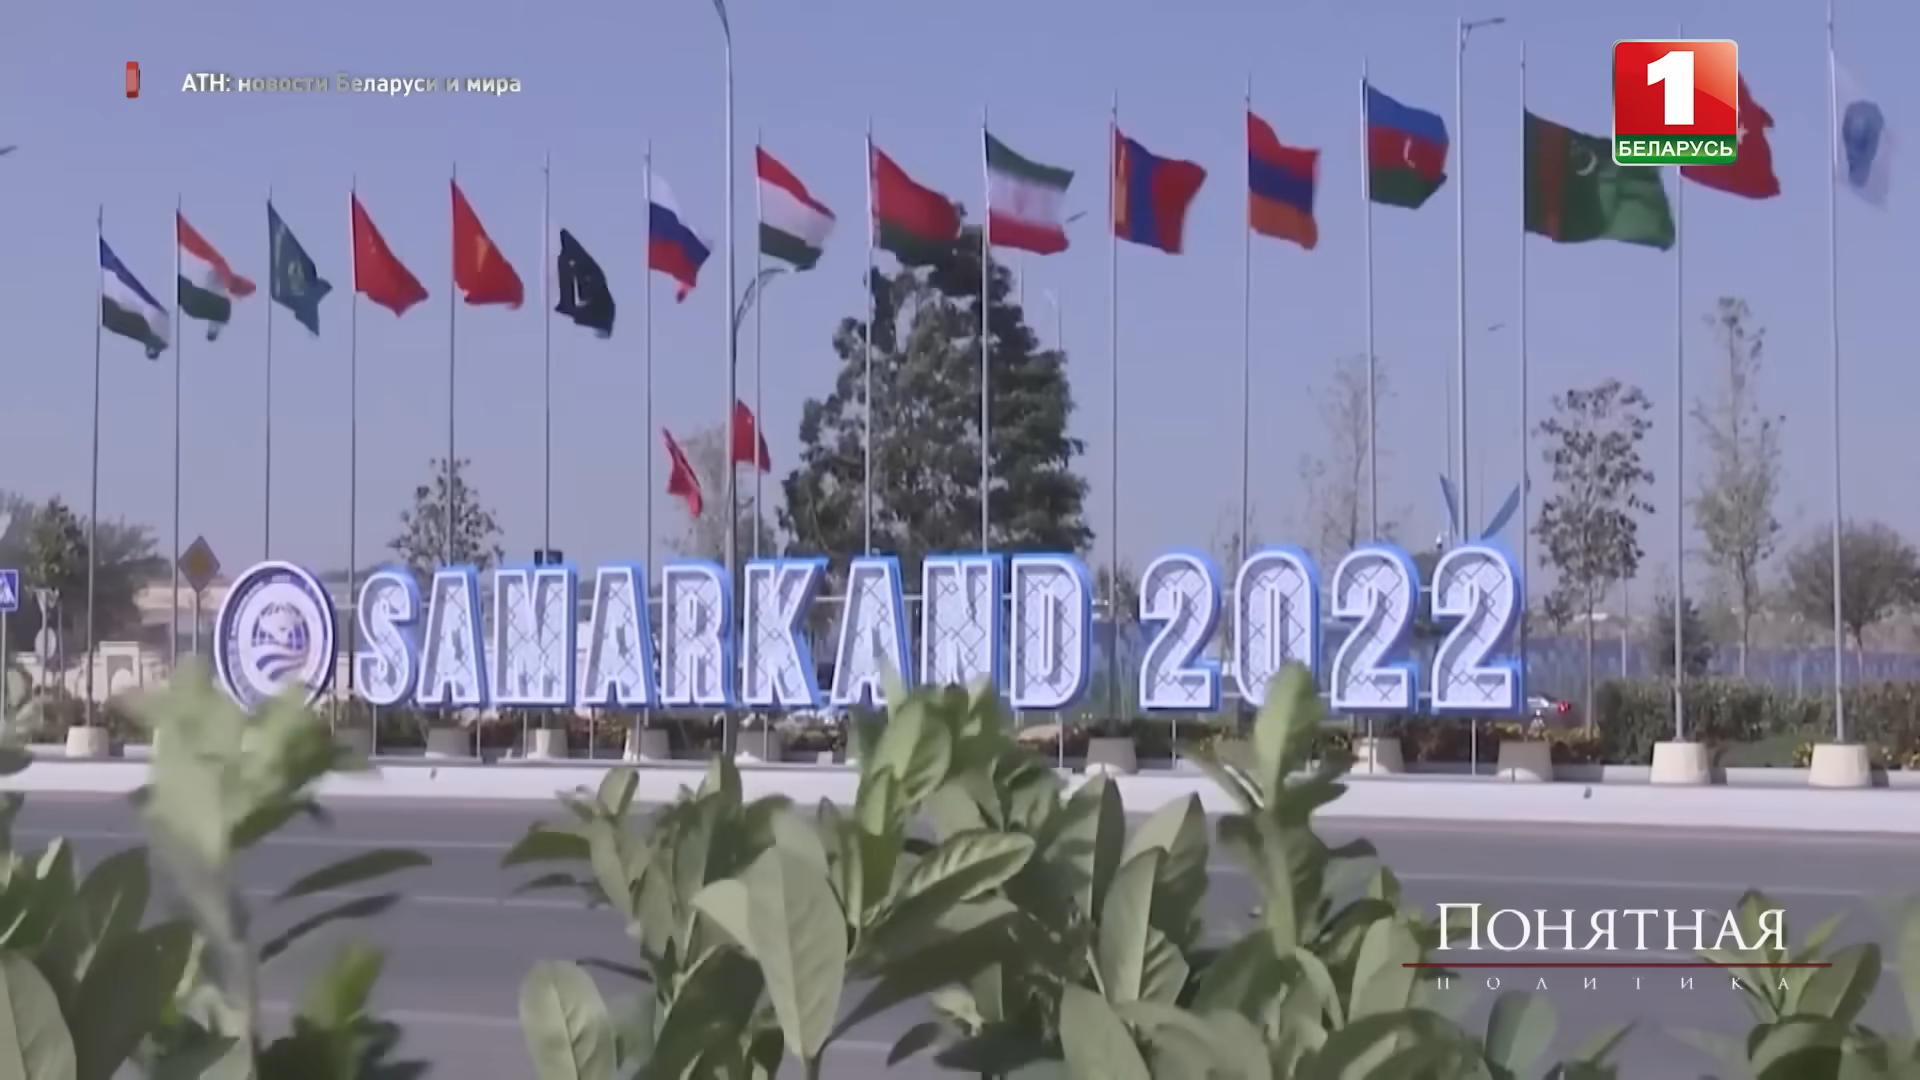 АТН: новости Беларуси и мира
1
БЕЛАРУСЬ
SAMARKAND 2022
ПОНЯТНАЯ
ПОЛИТИКА